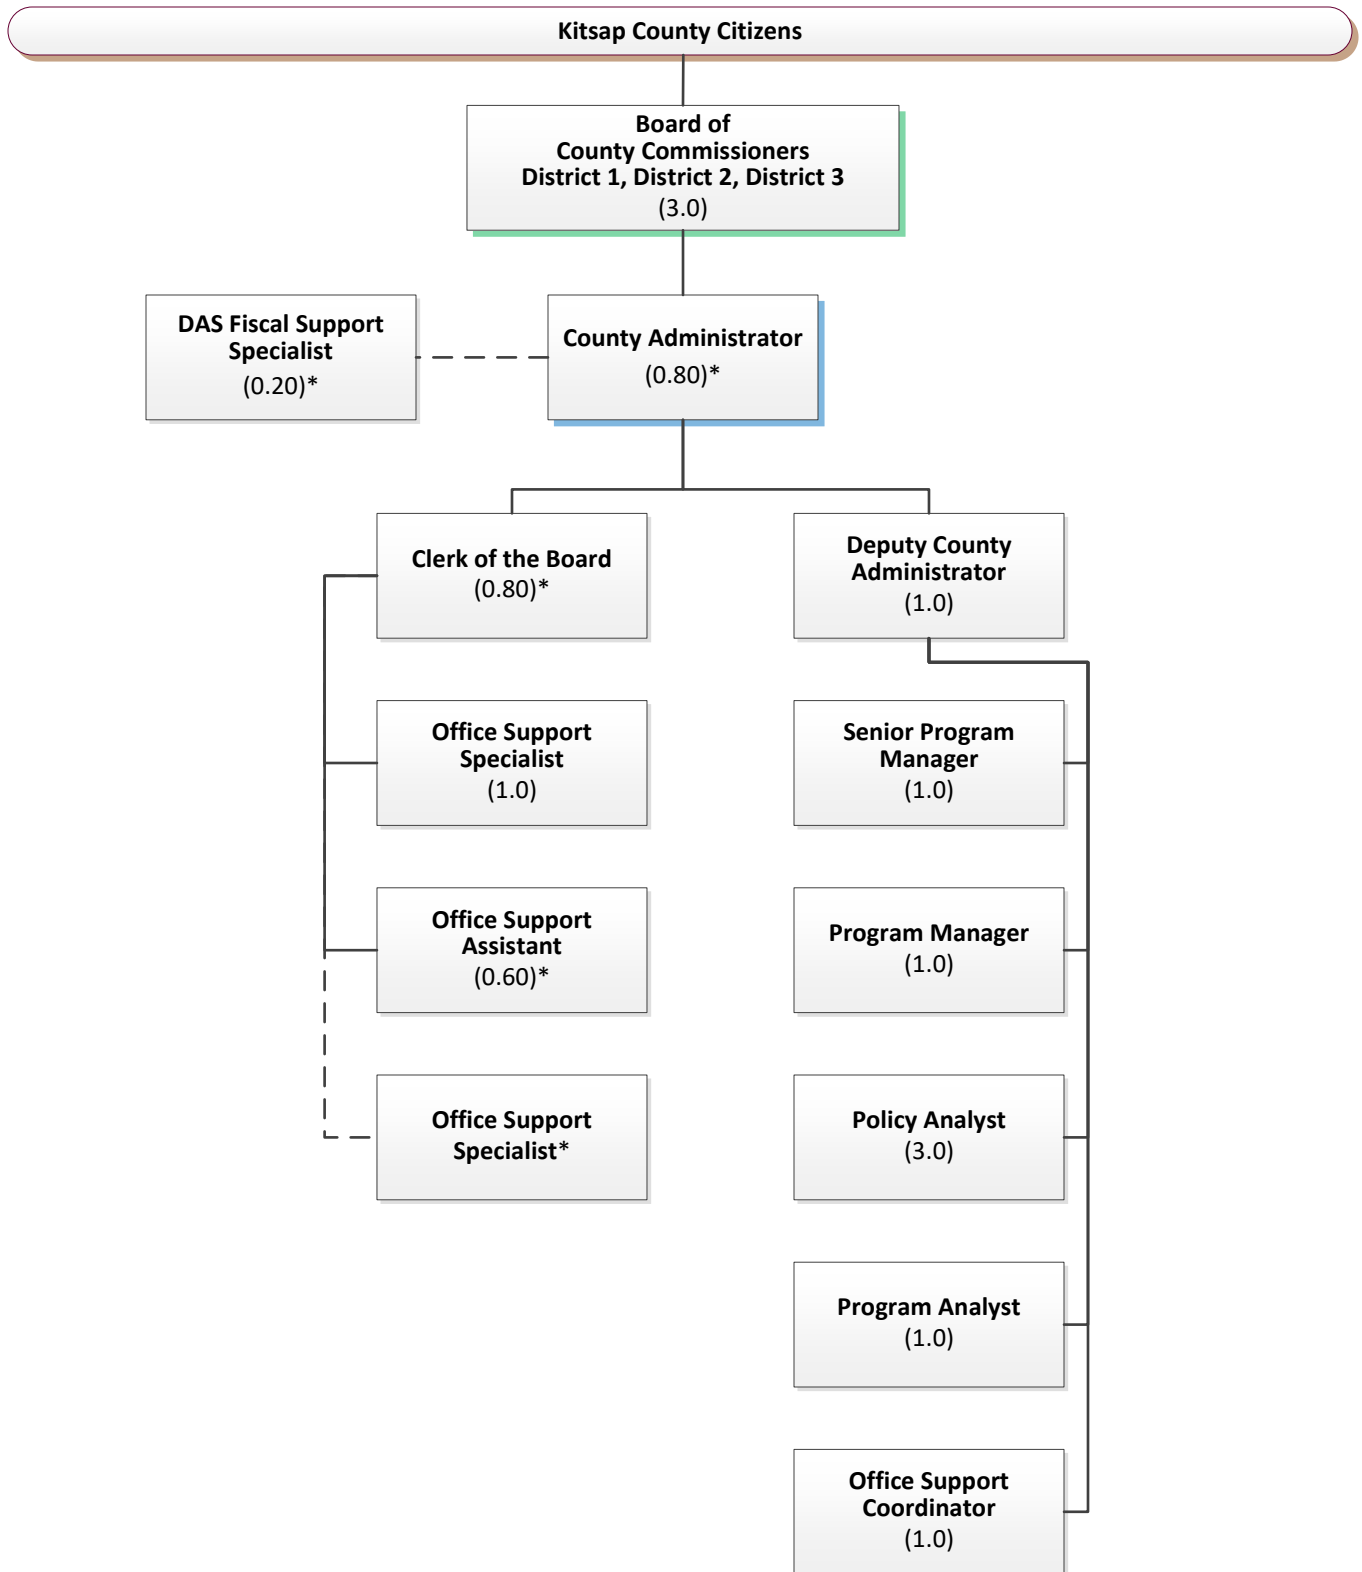 Kitsap County Citizens
Board of
County Commissioners
District 1, District 2, District 3
(3.0)
DAS Fiscal Support
Specialist
(0.20)*
County Administrator
(0.80)*
Clerk of the Board
(0.80)*
Deputy County
Administrator
(1.0)
Office Support
Specialist
(1.0)
Senior Program
Manager
(1.0)
Office Support
Assistant
(0.60)*
Program Manager
(1.0)
Office Support
Specialist*
Policy Analyst
(3.0)
Program Analyst
(1.0)
Office Support
Coordinator
(1.0)